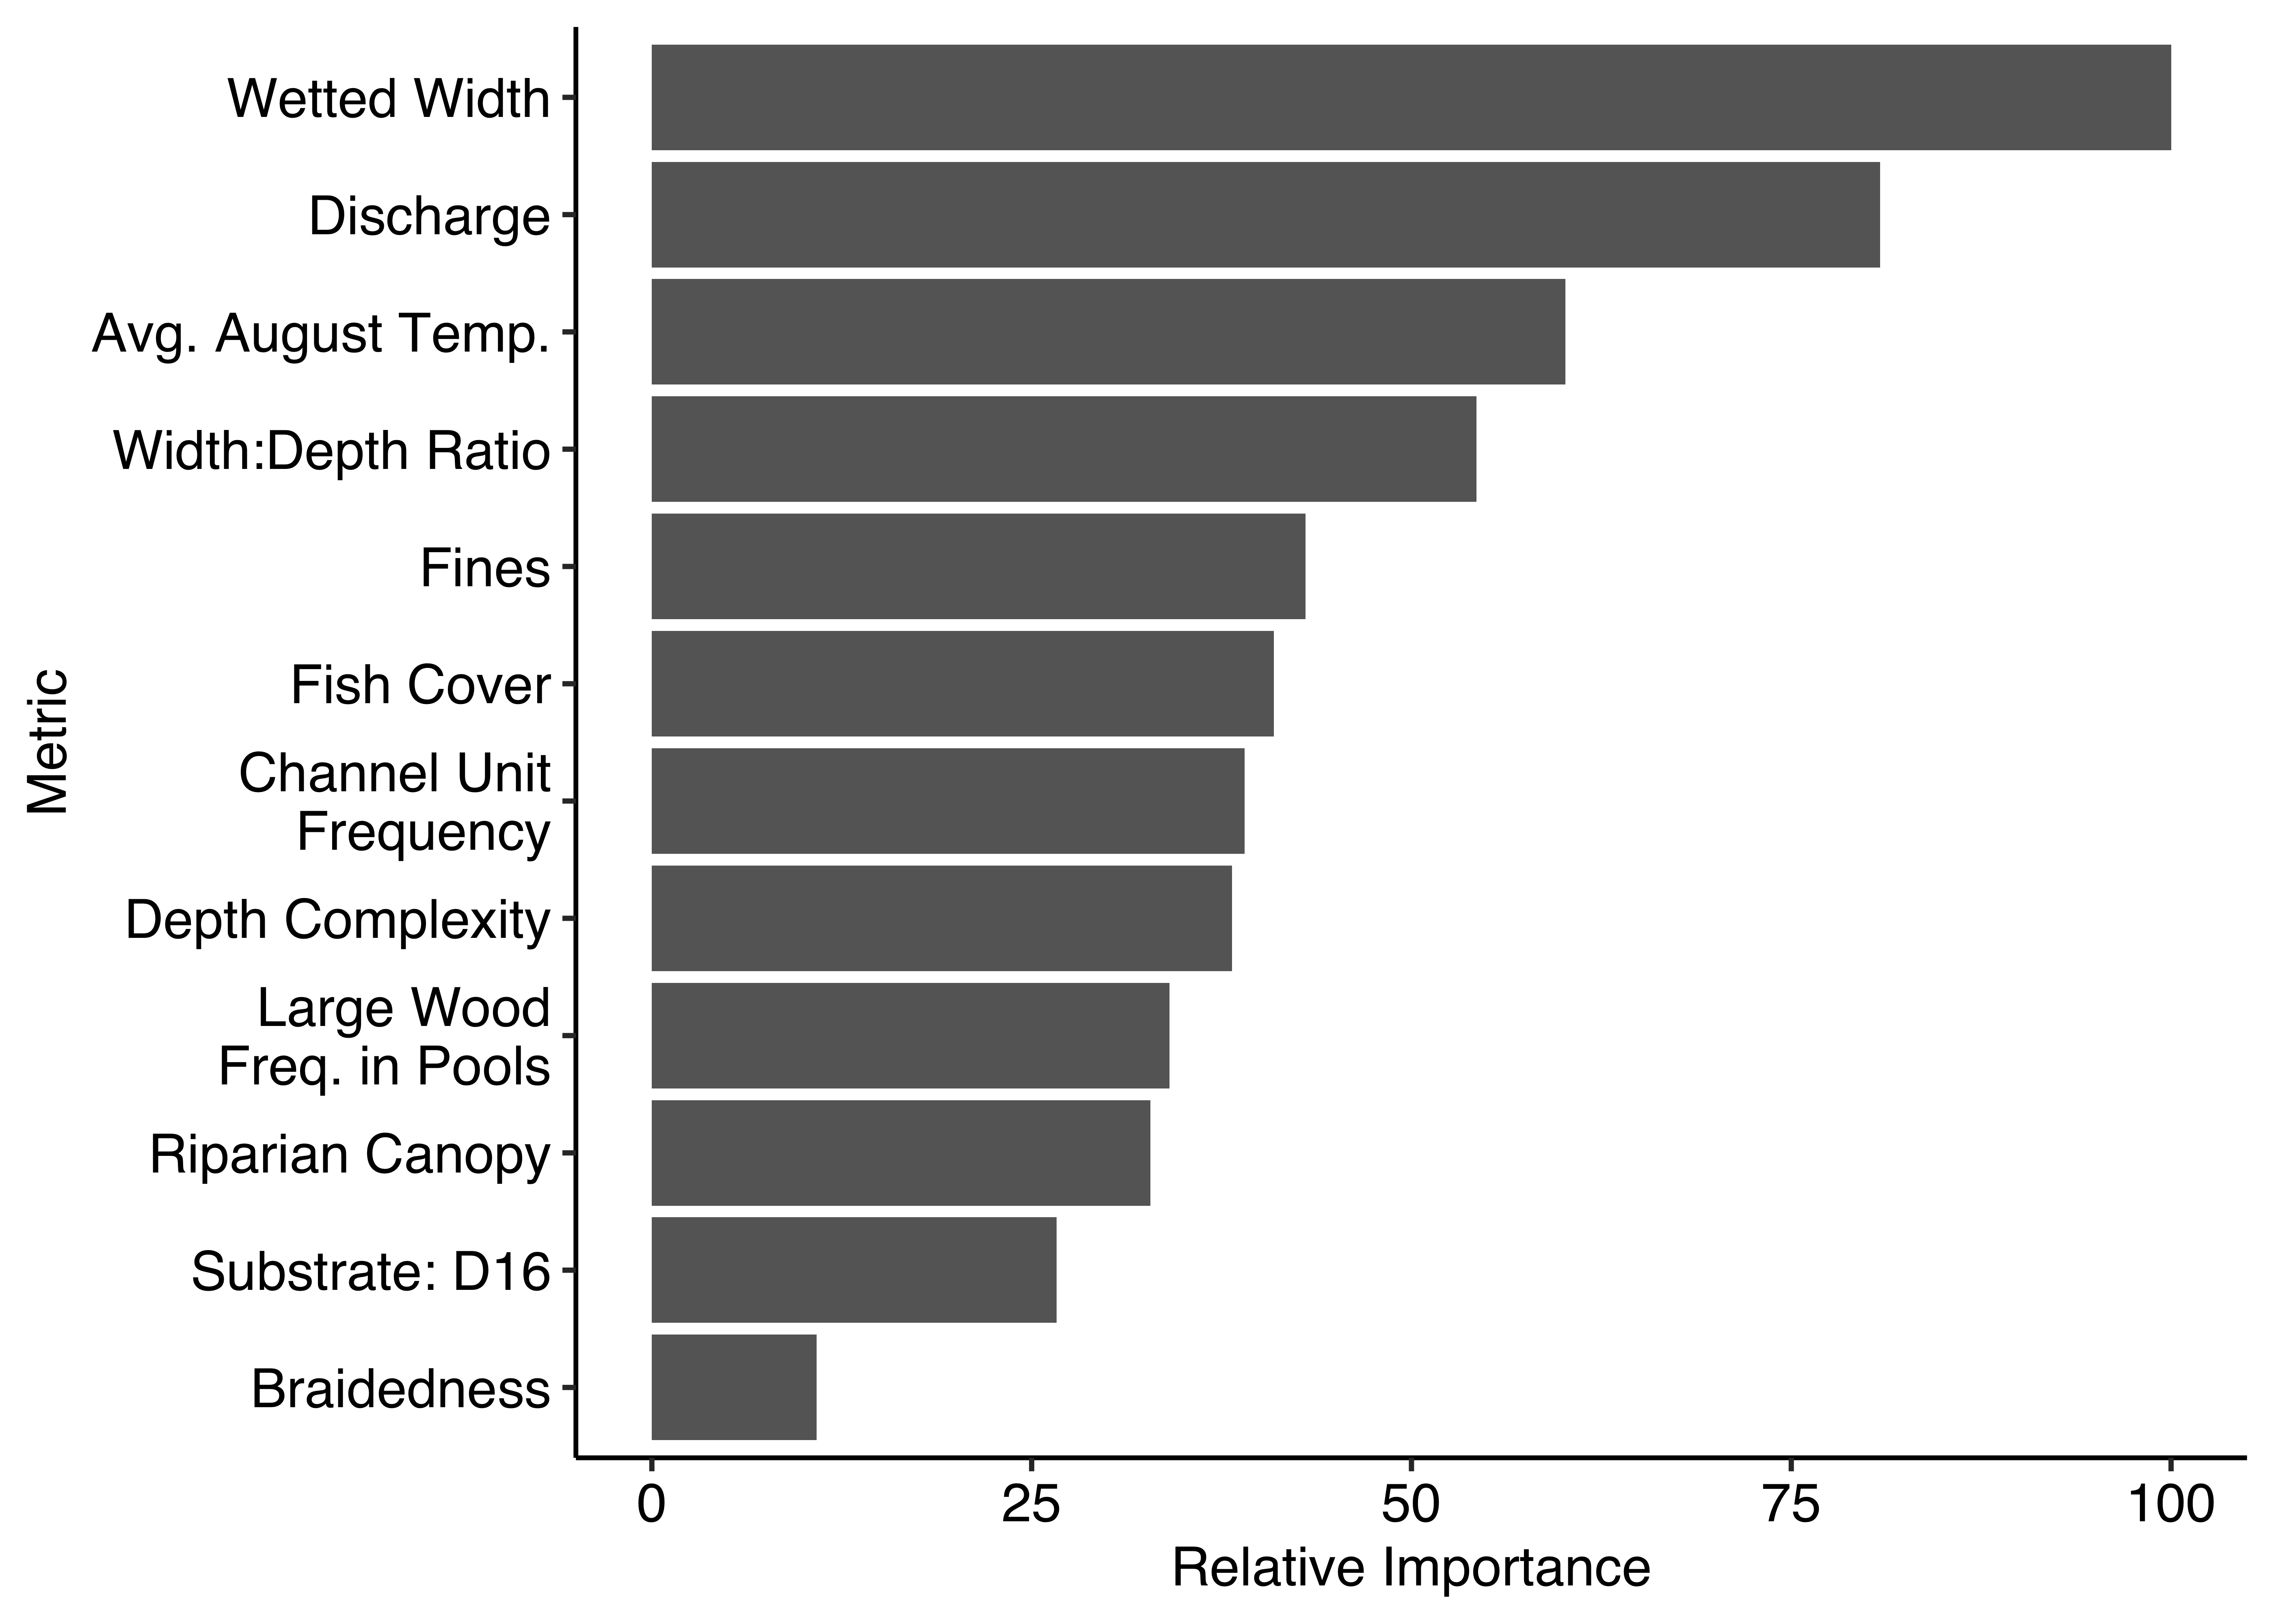 Metric
Wetted Width
Discharge
Avg. August Temp.
Width:Depth Ratio
Fines
Fish Cover
Channel Unit
Frequency
Depth Complexity
Large Wood
Freq. in Pools
Riparian Canopy
Substrate: D16
Braidedness
0 25 50 75 100
Relative Importance